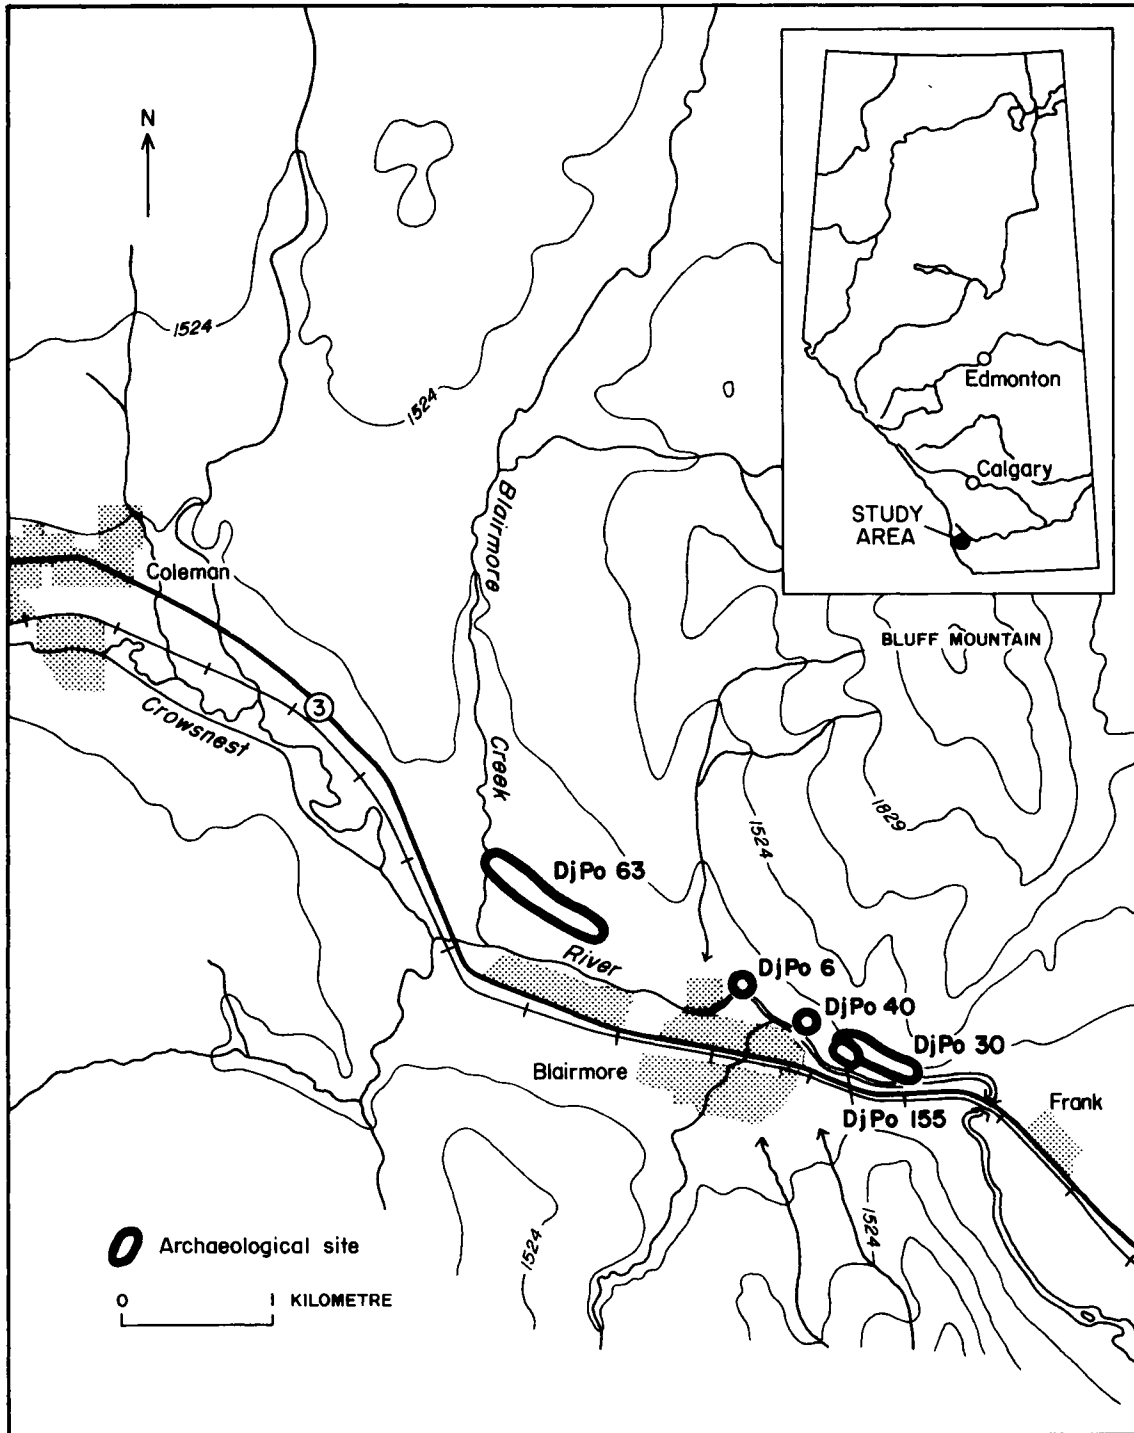 N
1524
1524
Edmonton
Calgary
STUDY
AREA
Blairmore
Creek
Coleman
BLUFF MOUNTAIN
Crowsnest
3
1829
1524
DjPo 63
River
DjPo 6
DjPo 40
DjPo 30
Blairmore
Frank
DjPo 155
1524
1524
Archaeological site
0 1 KILOMETRE